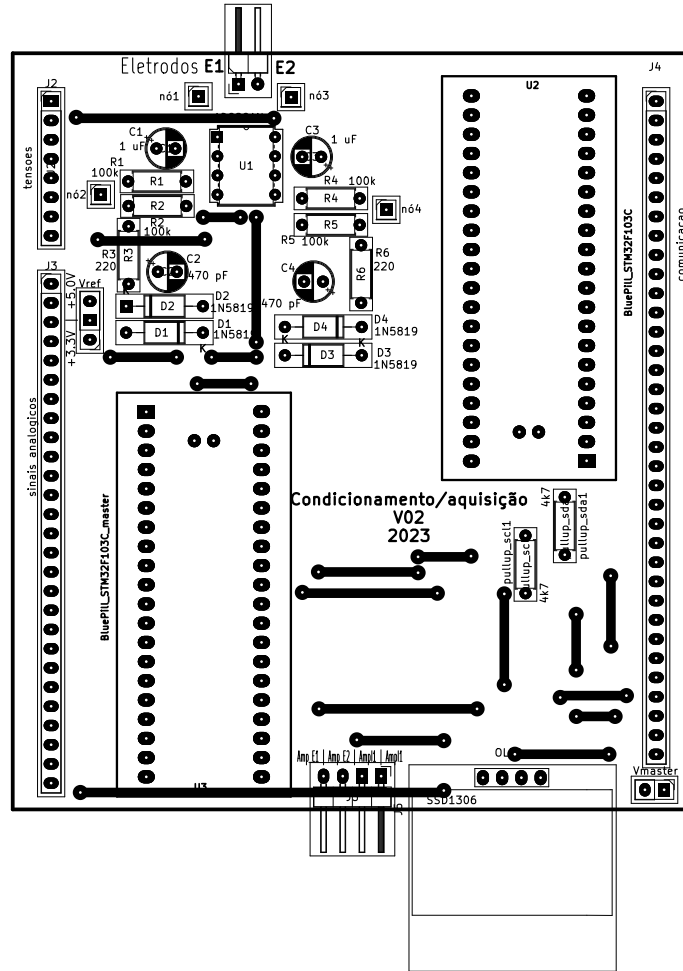 Eletrodos E1 E2
J2
J4
U2
nó1
nó3
C1
1 uF
C3
1 uF
U1
tensoes
R1
100k
R1
R2
R2
100k
nó2
R4
100k
R4
R5
R5 100k
nó4
R3
220
R3
R6
220
R6
C2
470 pF
C4
470 pF
BluePill_STM32F103C
comunicacao
J3
+5.0V
Vref
+3.3V
K
D2
D2
1N5819
D1
D1
1N5819
K
K
D4
D4
1N5819
K
D3
D3
1N5819
sinais analogicos
BluePill_STM32F103C_master
Condicionamento/aquisição
V02
2023
4k7
pullup_sda1
pullup_scl1
4k7
U3
Amp E1 | Amp E2 | Ampl1 | Ampl1
J5
OL
SSD1306
Vmaster